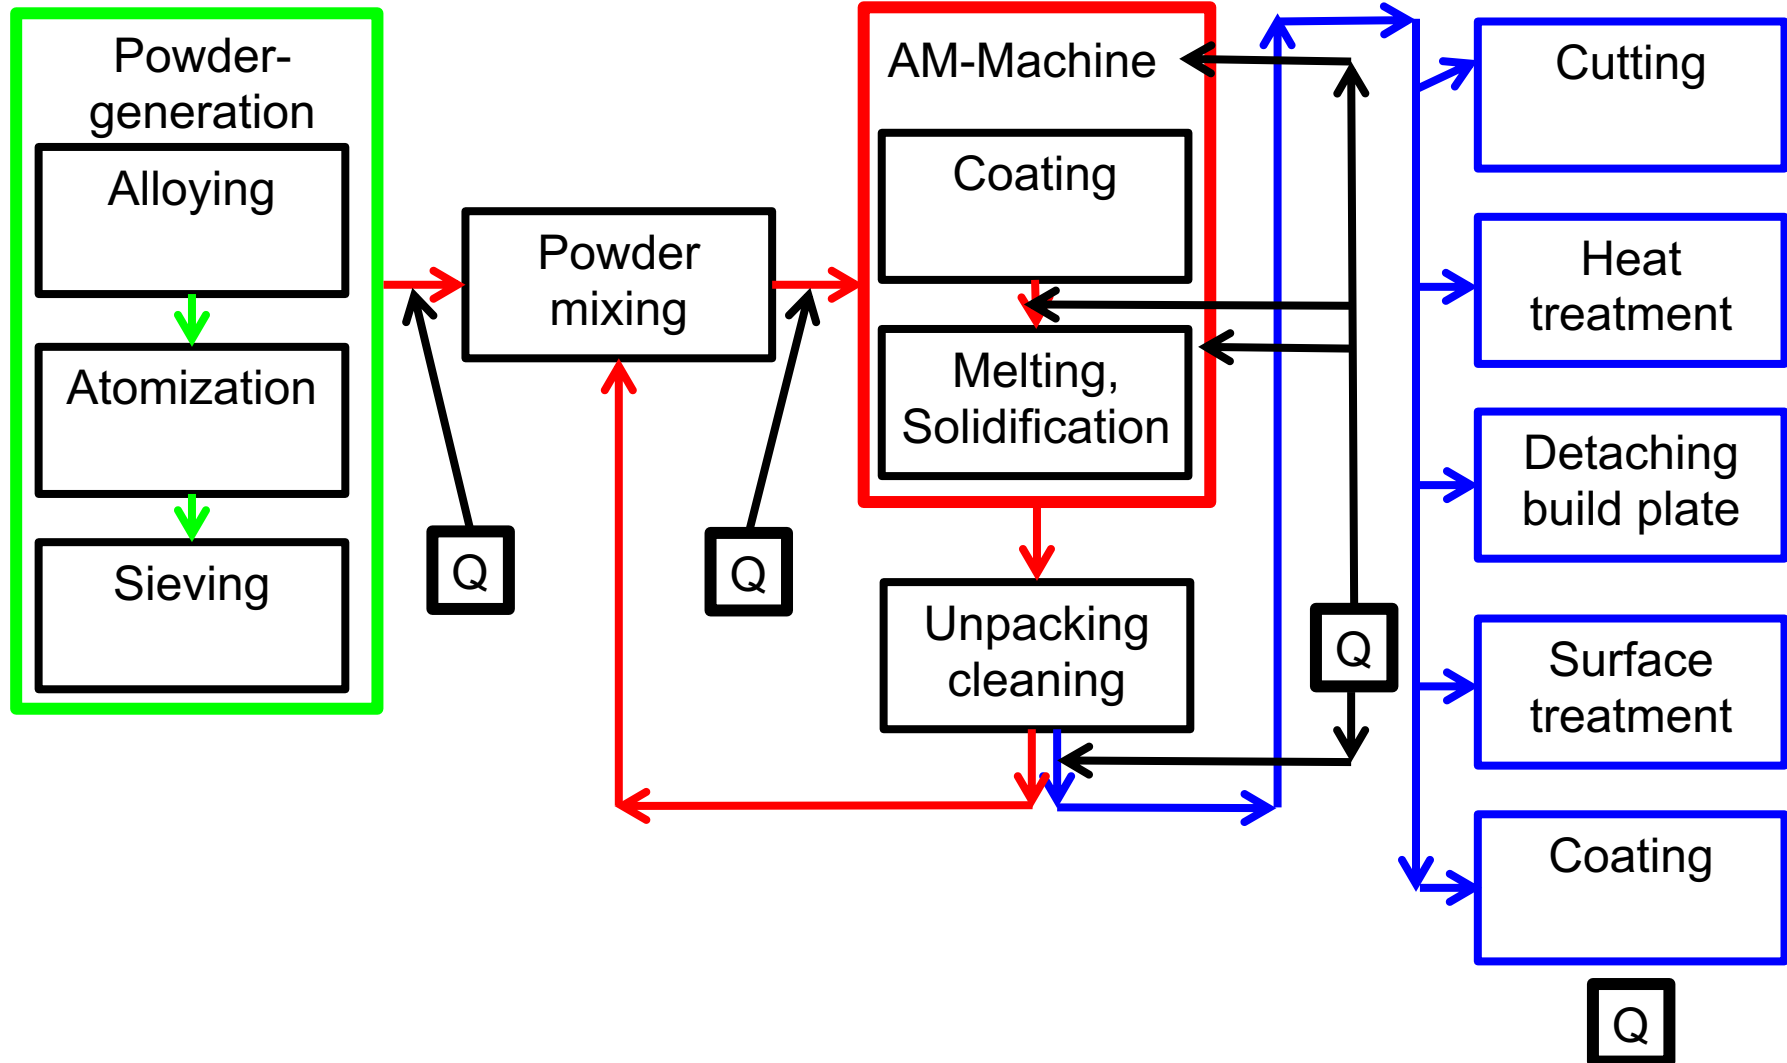 Powder-
generation
Alloying
Atomization
Sieving
Q
Powder
mixing
Q
AM-Machine
Coating
Melting,
Solidification
Unpacking
cleaning
Q
Cutting
Heat
treatment
Detaching
build plate
Surface
treatment
Coating
Q